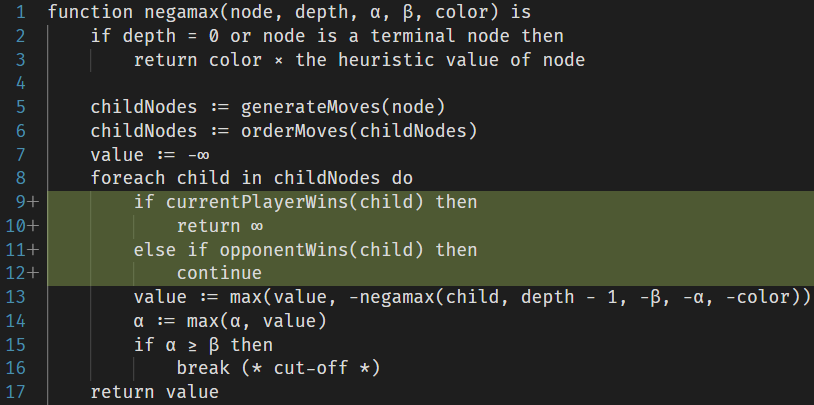 1 function negamax(node, depth, α, β, color) is
2     if depth = 0 or node is a terminal node then
3         return color × the heuristic value of node
4
5     childNodes := generateMoves(node)
6     childNodes := orderMoves(childNodes)
7     value := -∞
8     foreach child in childNodes do
9+         if currentPlayerWins(child) then
10+             return ∞
11+         else if opponentWins(child) then
12+             continue
13         value := max(value, -negamax(child, depth - 1, -β, -α, -color))
14         α := max(α, value)
15         if α ≥ β then
16             break (* cut-off *)
17     return value